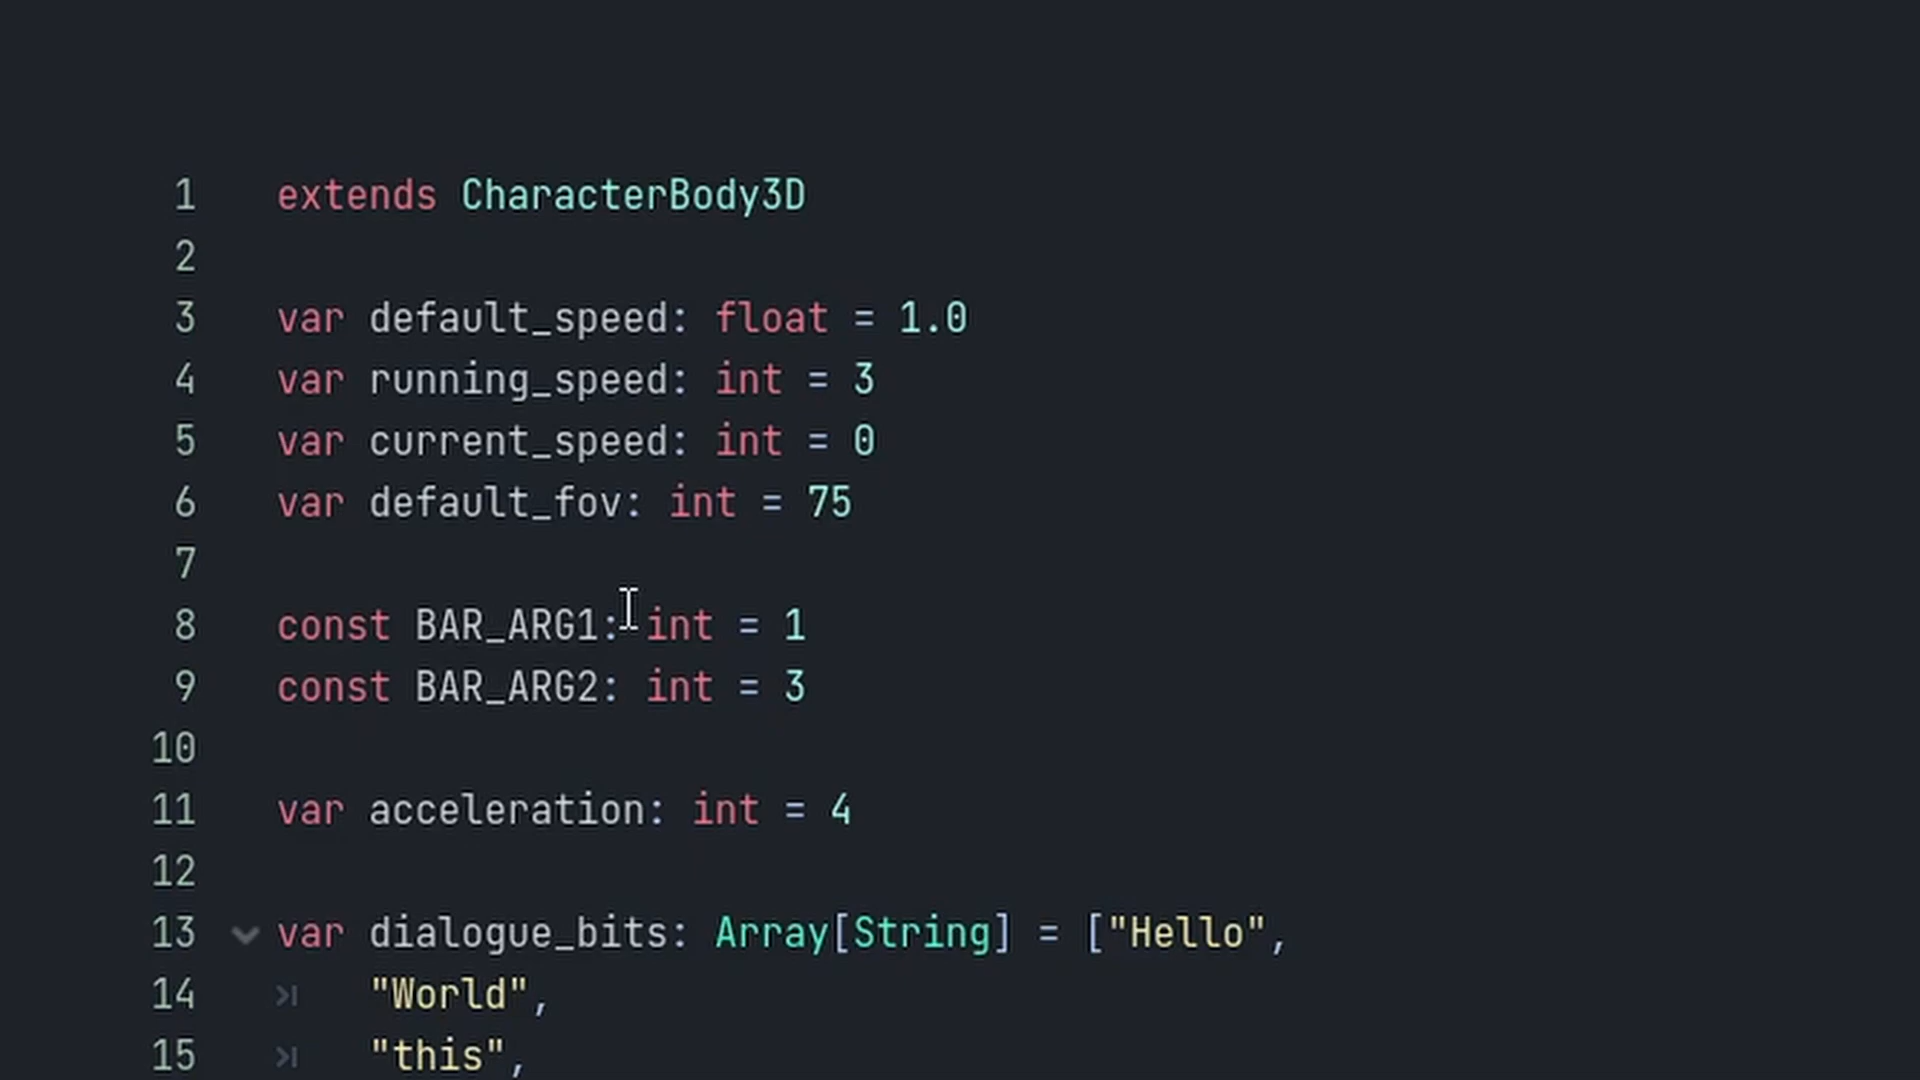 1 extends CharacterBody3D
2
3 var default_speed: float = 1.0
4 var running_speed: int = 3
5 var current_speed: int = 0
6 var default_fov: int = 75
7
8 const BAR_ARG1: int = 1
9 const BAR_ARG2: int = 3
10
11 var acceleration: int = 4
12
13 var dialogue_bits: Array[String] = ["Hello",
14 "World",
15 "this",